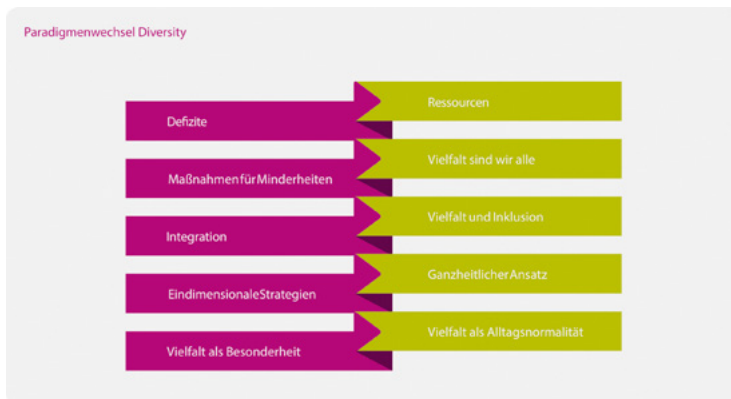 Paradigmenwechsel Diversity
Defizite
Ressourcen
Maßnahmen für Minderheiten
Vielfalt sind wir alle
Integration
Vielfalt und Inklusion
Eindimensionale Strategien
Ganzheitlicher Ansatz
Vielfalt als Besonderheit
Vielfalt als Alltagsnormalität